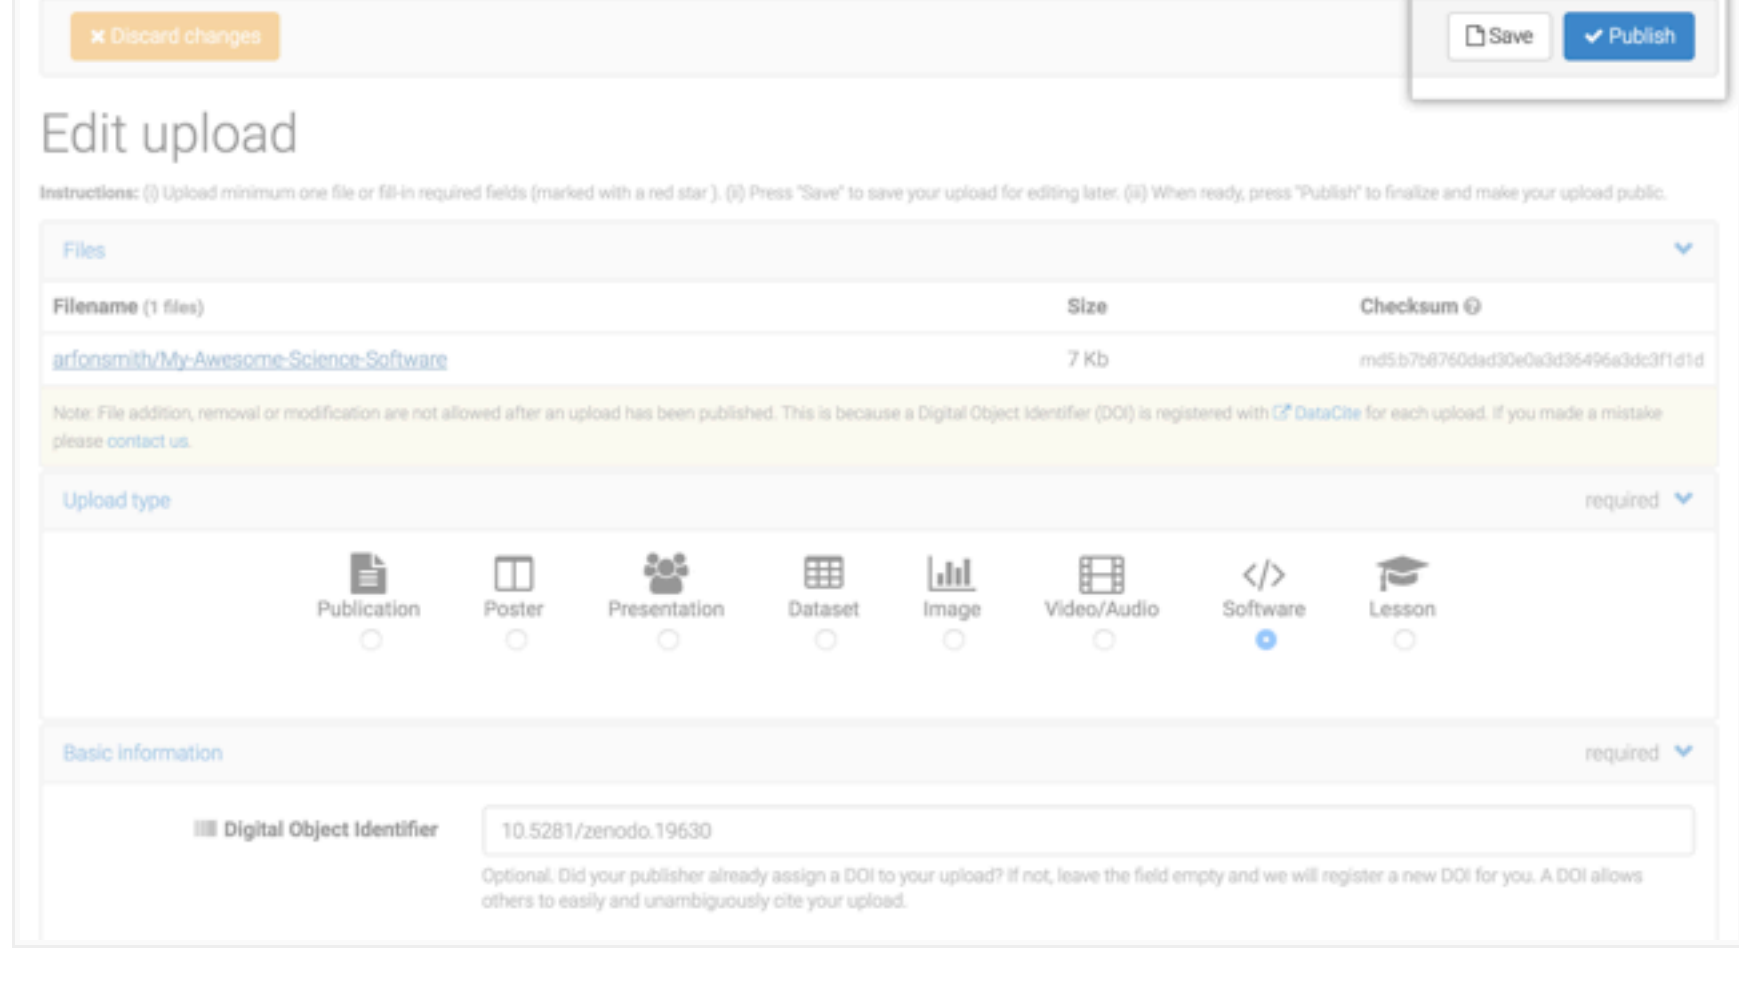 Discard changes
Save
Publish
Edit upload
Instructions: (i) Upload minimum one file or fill-in required fields (marked with a red star ). (ii) Press "Save" to save your upload for editing later. (iii) When ready, press "Publish" to finalize and make your upload public.
Files
Filename (1 files) Size Checksum
arfonsmith/My-Awesome-Science-Software 7 Kb md5:b7b8760dad30e0a3d36496a3dc3f1d1d
Note: File addition, removal or modification are not allowed after an upload has been published. This is because a Digital Object Identifier (DOI) is registered with DataCite for each upload. If you made a mistake
please contact us.
Upload type required
Publication Poster Presentation Dataset Image Video/Audio Software Lesson
Basic information required
Digital Object Identifier 10.5281/zenodo.19630
Optional. Did your publisher already assign a DOI to your upload? If not, leave the field empty and we will register a new DOI for you. A DOI allows
others to easily and unambiguously cite your upload.